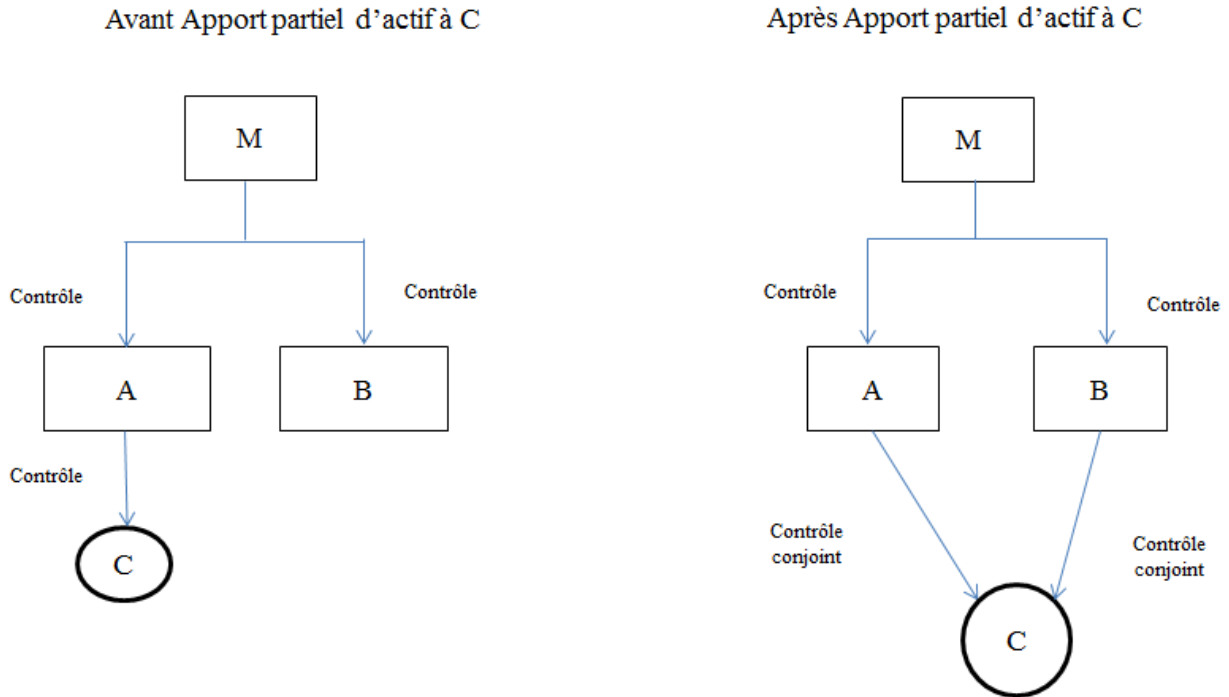 Avant Apport partiel d'actif à C
M
Contrôle
Contrôle
A
B
Contrôle
C
Après Apport partiel d'actif à C
M
Contrôle
Contrôle
A
B
Contrôle
conjoint
Contrôle
conjoint
C